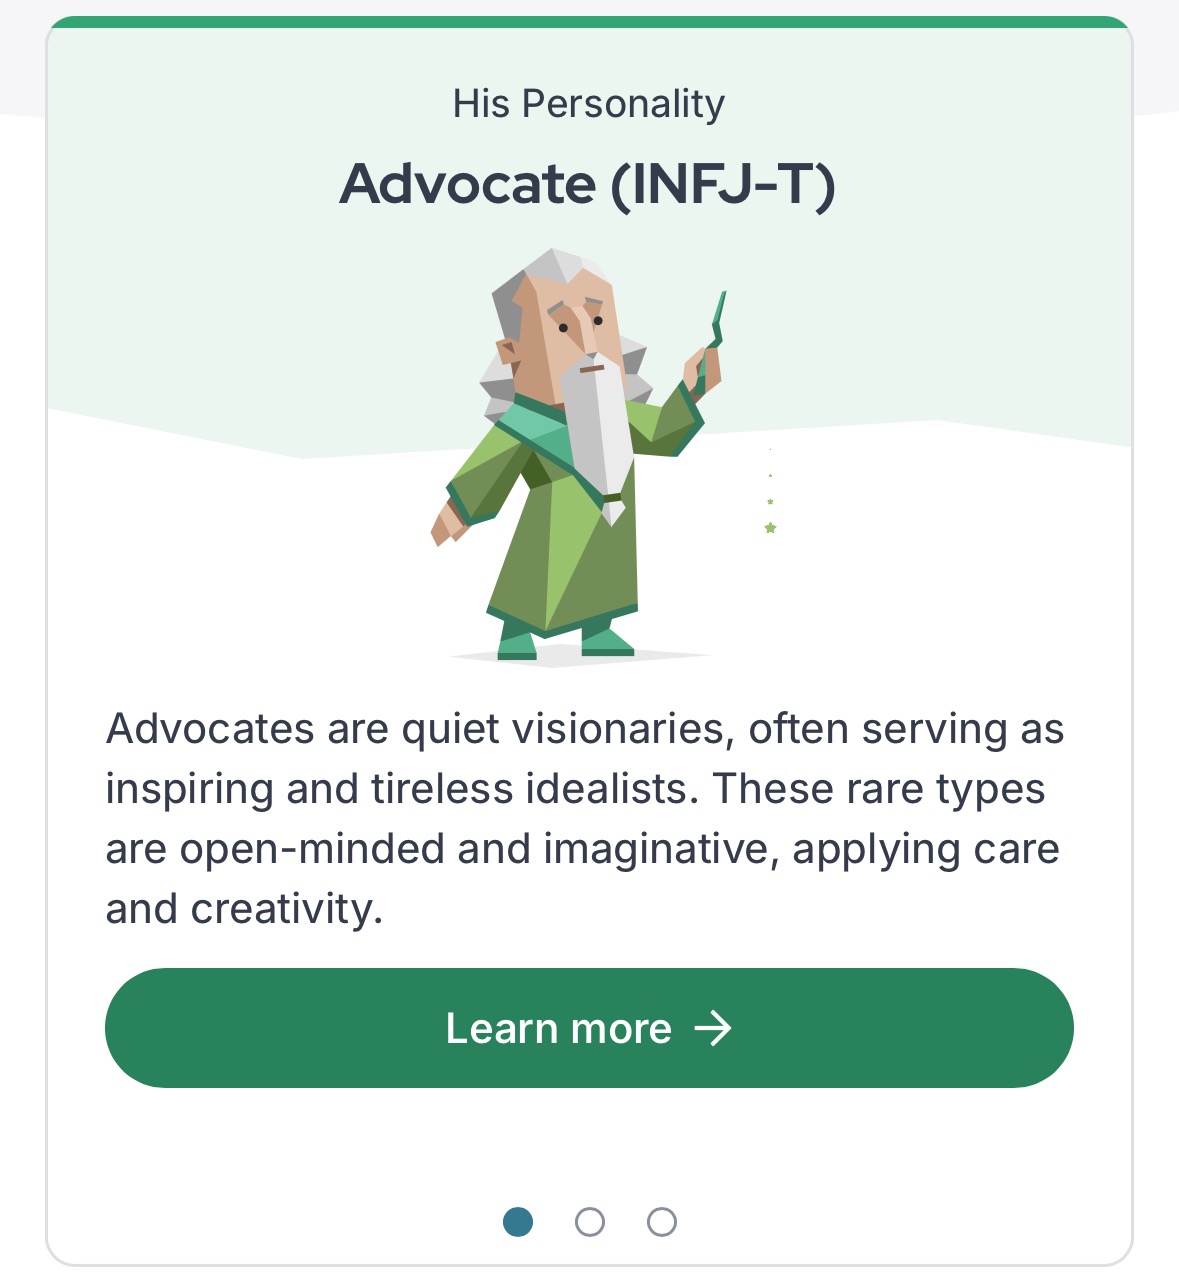 His Personality
Advocate (INFJ-T)
Advocates are quiet visionaries, often serving as
inspiring and tireless idealists. These rare types
are open-minded and imaginative, applying care
and creativity.
Learn more →